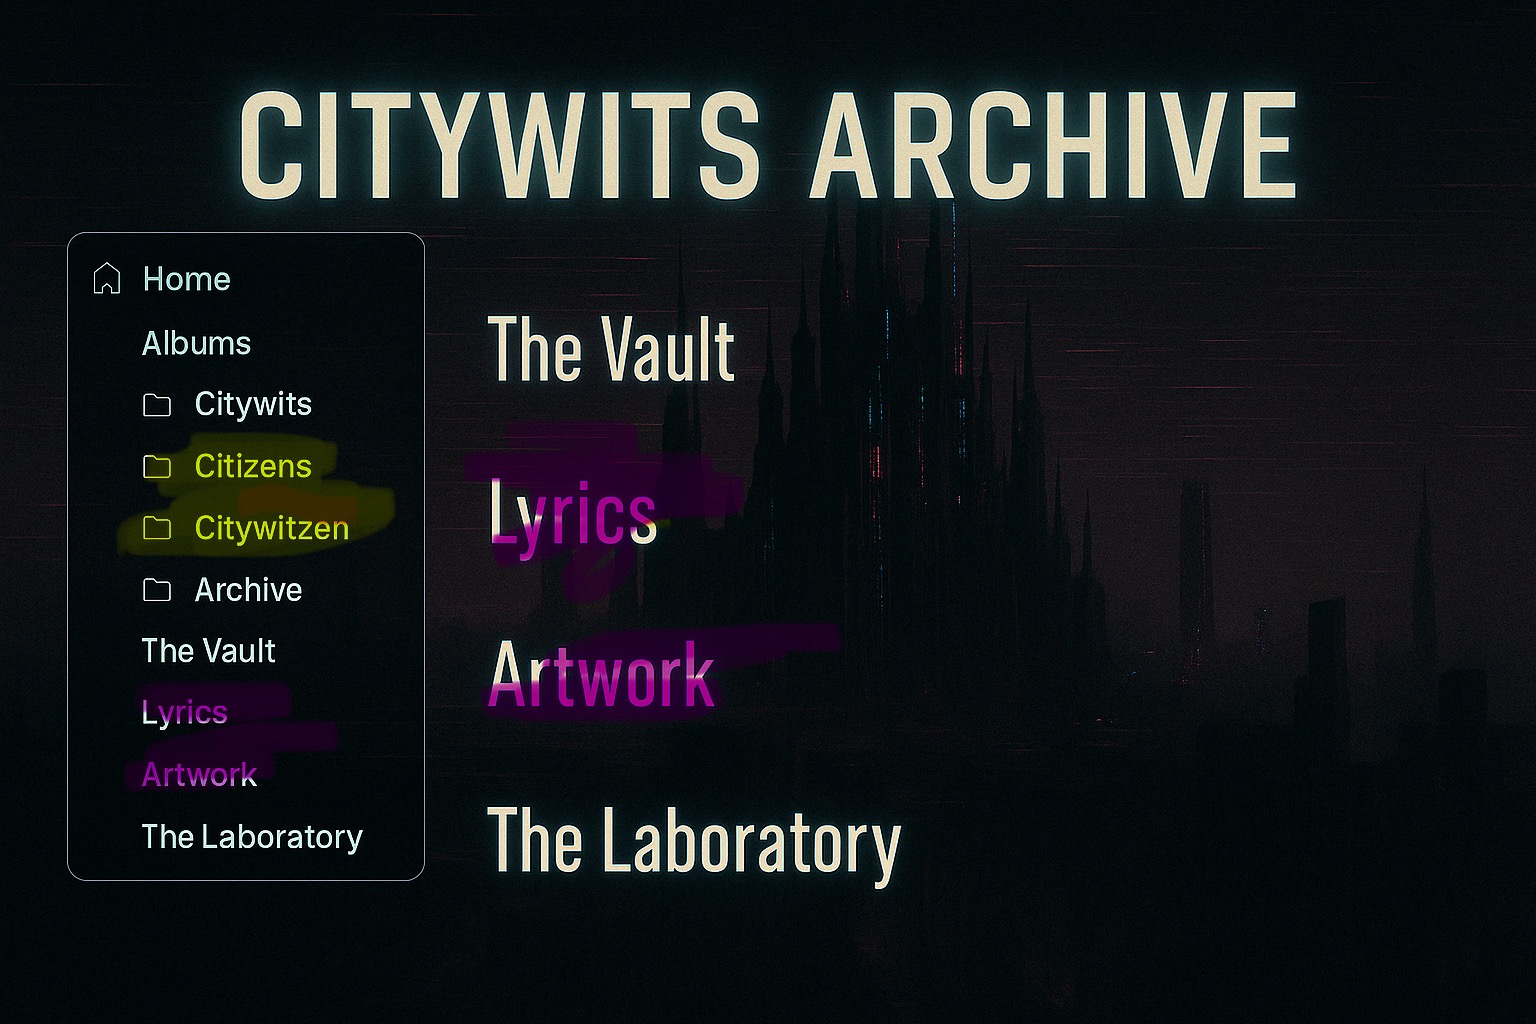 CITYWITS ARCHIVE
Home
Albums
Citywits
Citizens
Citywitzen
Archive
The Vault
Lyrics
Artwork
The Laboratory
The Vault
Lyrics
Artwork
The Laboratory